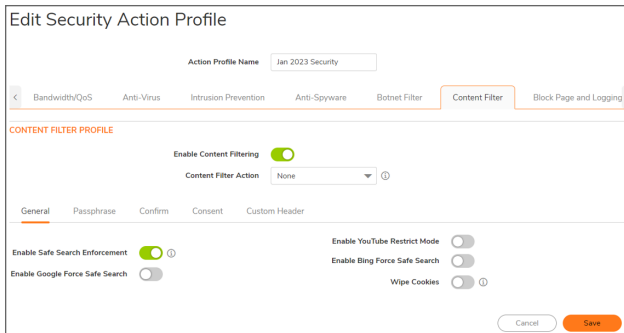 Edit Security Action Profile
Action Profile Name Jan 2023 Security
Bandwidth/QoS Anti-Virus Intrusion Prevention Anti-Spyware Botnet Filter Content Filter Block Page and Logging
CONTENT FILTER PROFILE
Enable Content Filtering
Content Filter Action None
General Passphrase Confirm Consent Custom Header
Enable Safe Search Enforcement
Enable Google Force Safe Search
Enable YouTube Restrict Mode
Enable Bing Force Safe Search
Wipe Cookies
Cancel Save